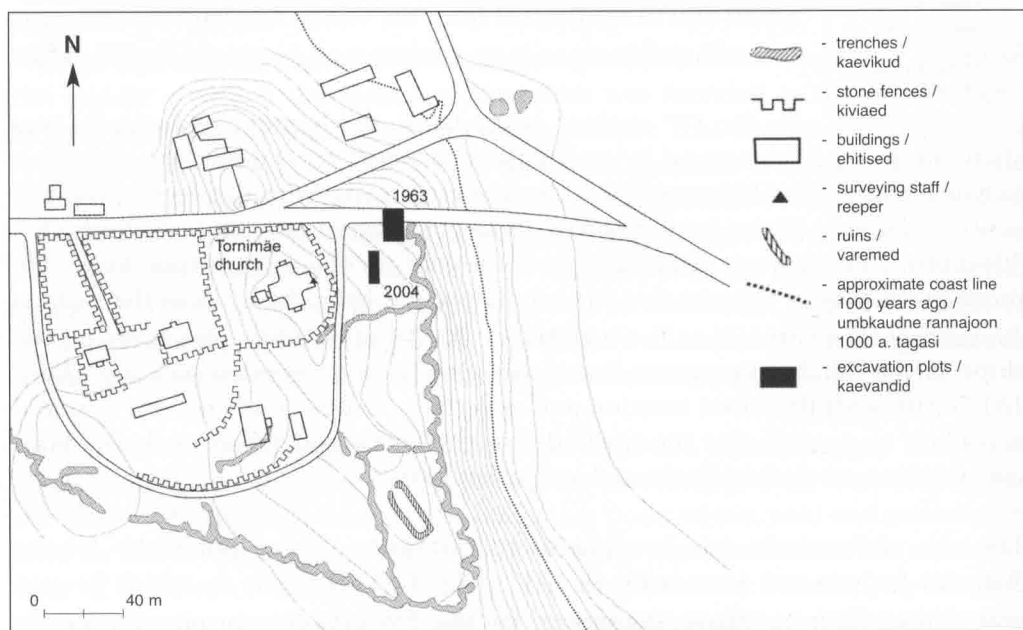 N
1963
Tornimäe
church
2004
0 40 m
- trenches /
kaevikud
stone fences /
kiviaed
buildings /
ehitised
- surveying staff /
reeper
ruins /
varemed
- approximate coast line
1000 years ago /
umbkaudne rannajoon
1000 a. tagasi
excavation plots /
kaevandid